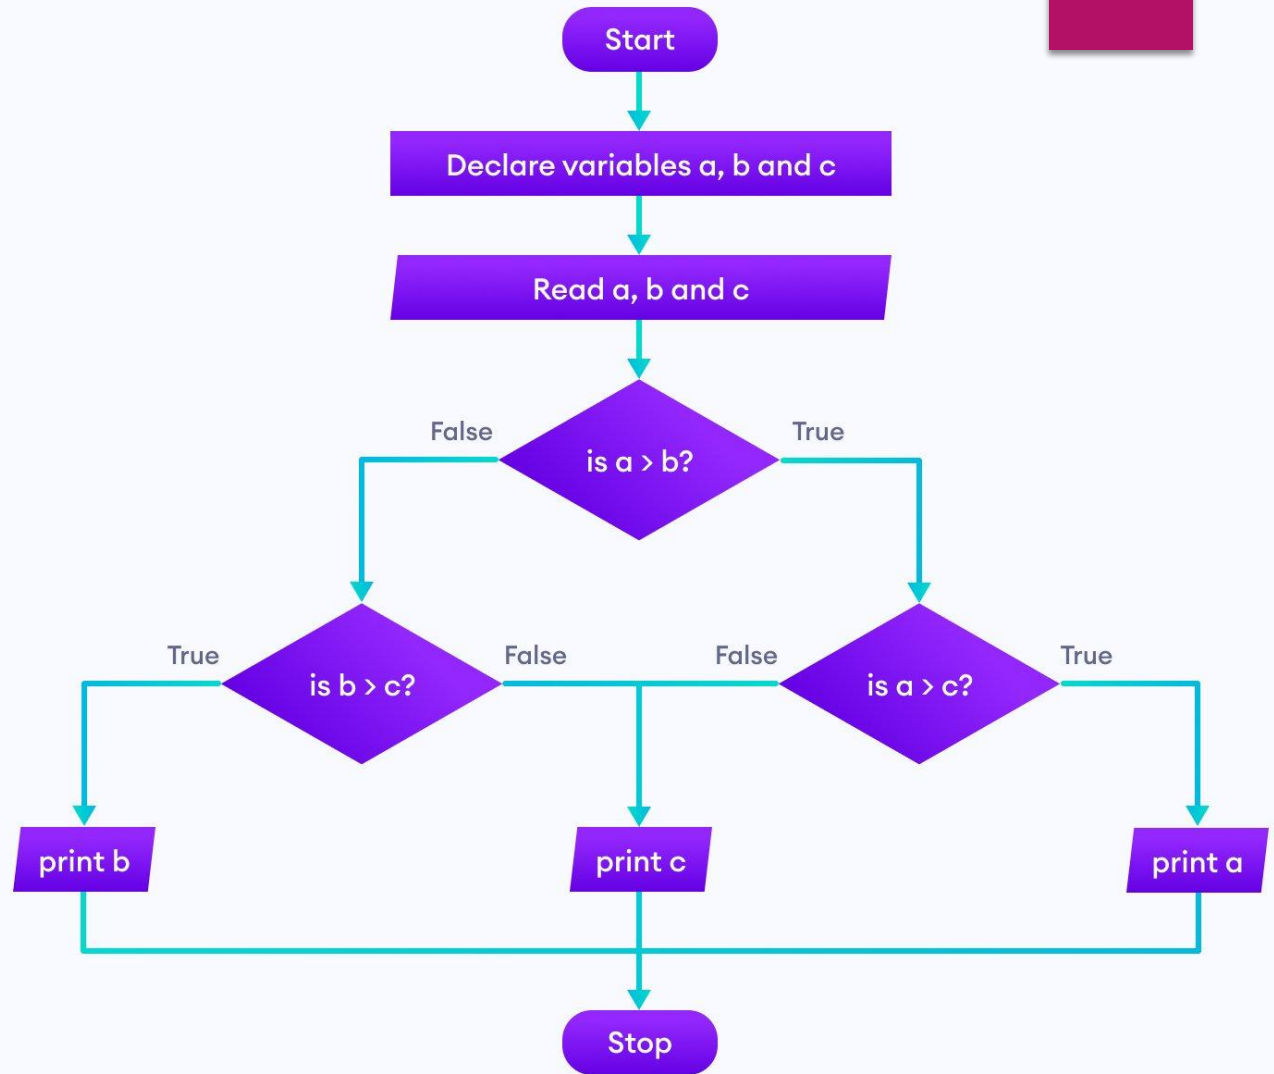 Start
Declare variables a, b and c
Read a, b and c
False
True
is a > b?
True
False
False
True
is b > c?
is a > c?
print b
print c
print a
Stop